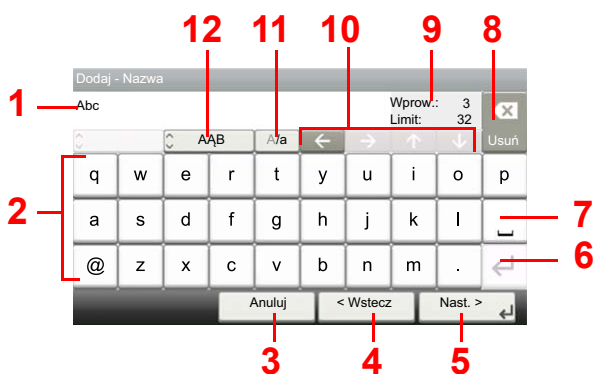 12 11 10 9 8
Dodaj - Nazwa
1 Abc
Wprow.: 3
Limit: 32
AĄB A/a ← → ↑ ↓ Usuń
q w e r t y u i o p
2 a s d f g h j k l 7
@ z x c v b n m . 6
Anuluj < Wstecz Nast. >
3 4 5